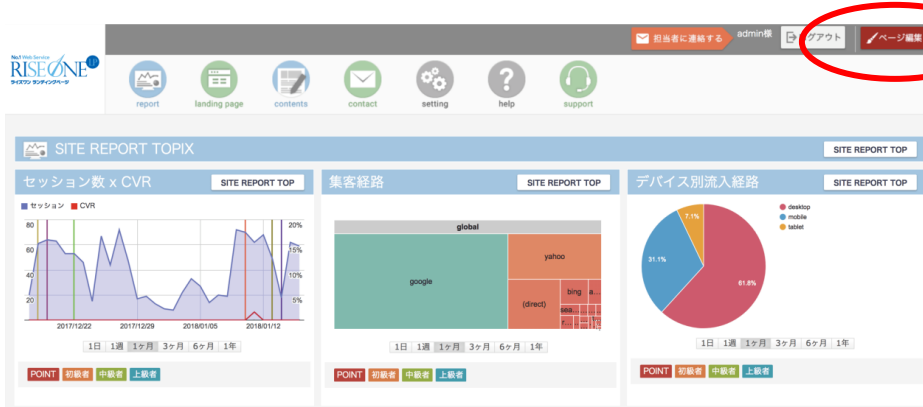 担当者に連絡する
admin様
グアウト
ページ編集
No.1 Web Service
RISE ONE LP
ライズワン ランディングページ
report
landing page
contents
contact
setting
help
support
SITE REPORT TOPIX
SITE REPORT TOP
セッション数 x CVR
SITE REPORT TOP
集客経路
SITE REPORT TOP
デバイス別流入経路
SITE REPORT TOP
セッション CVR
80
60
40
20
20%
15%
10%
5%
2017/12/22 2017/12/29 2018/01/05 2018/01/12
1日 1週 1ヶ月 3ヶ月 6ヶ月 1年
POINT 初級者 中級者 上級者
global
google
yahoo
(direct)
bing
a...
sea...
r...
1日 1週 1ヶ月 3ヶ月 6ヶ月 1年
POINT 初級者 中級者 上級者
desktop
mobile
tablet
7.1%
31.1%
61.8%
1日 1週 1ヶ月 3ヶ月 6ヶ月 1年
POINT 初級者 中級者 上級者